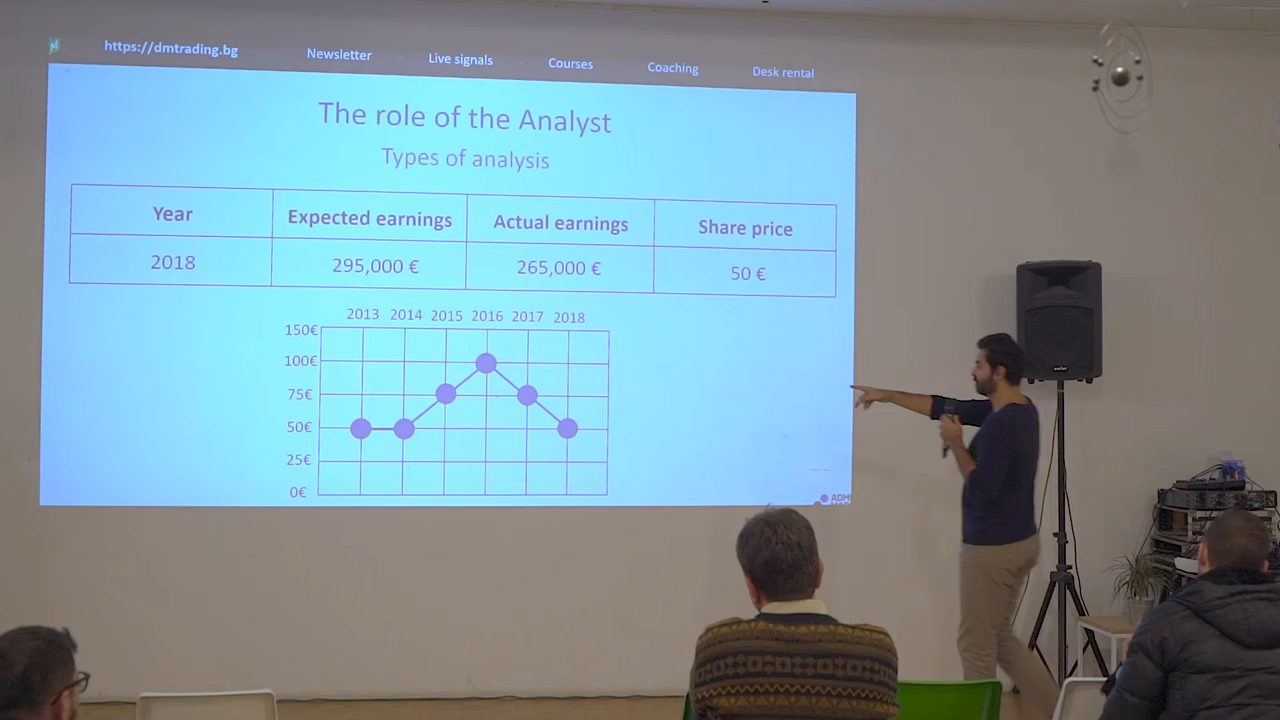 https://dmtrading.bg Newsletter Live signals Courses Coaching Desk rental
The role of the Analyst
Types of analysis
Year Expected earnings Actual earnings Share price
2018 295,000 € 265,000 € 50 €
2013 2014 2015 2016 2017 2018
150€
100€
75€
50€
25€
0€